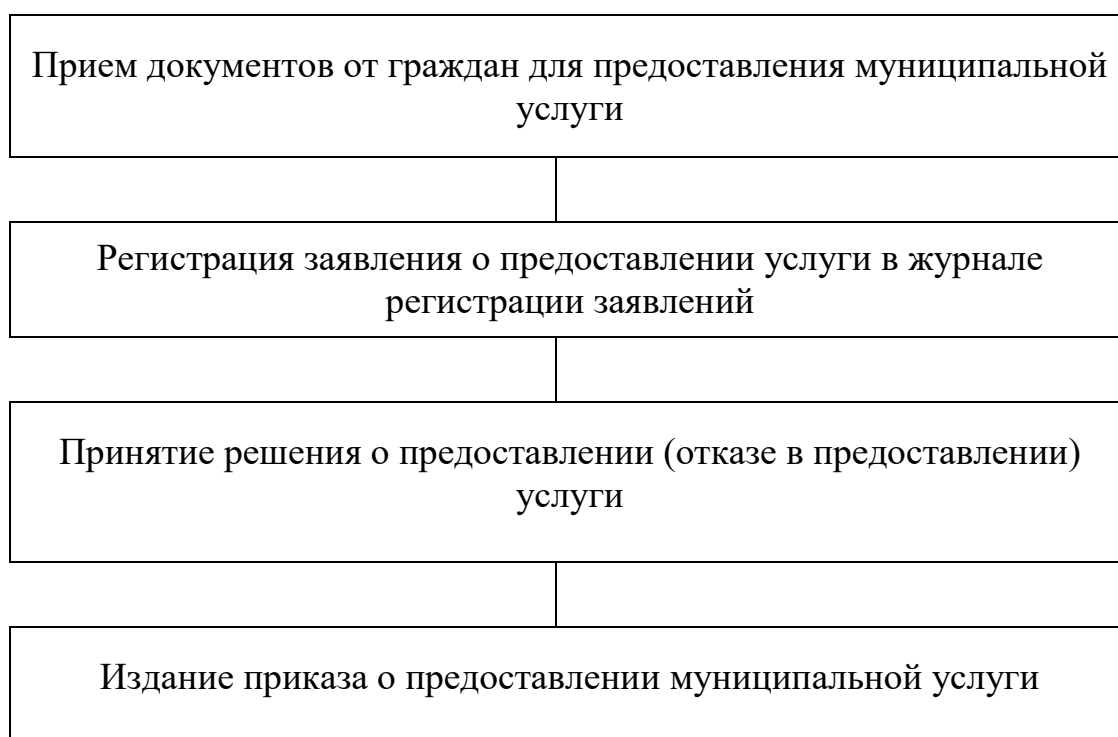 Прием документов от граждан для предоставления муниципальной
услуги
Регистрация заявления о предоставлении услуги в журнале
регистрации заявлений
Принятие решения о предоставлении (отказе в предоставлении)
услуги
Издание приказа о предоставлении муниципальной услуги